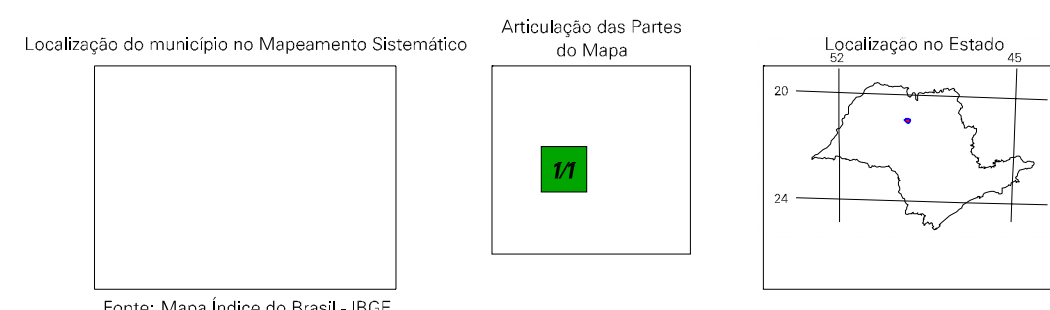 Localização do município no Mapeamento Sistemático
Fonte: Mapa Índice do Brasil - IBGE
Articulação das Partes
do Mapa
1/1
Localização no Estado
52
45
20
24